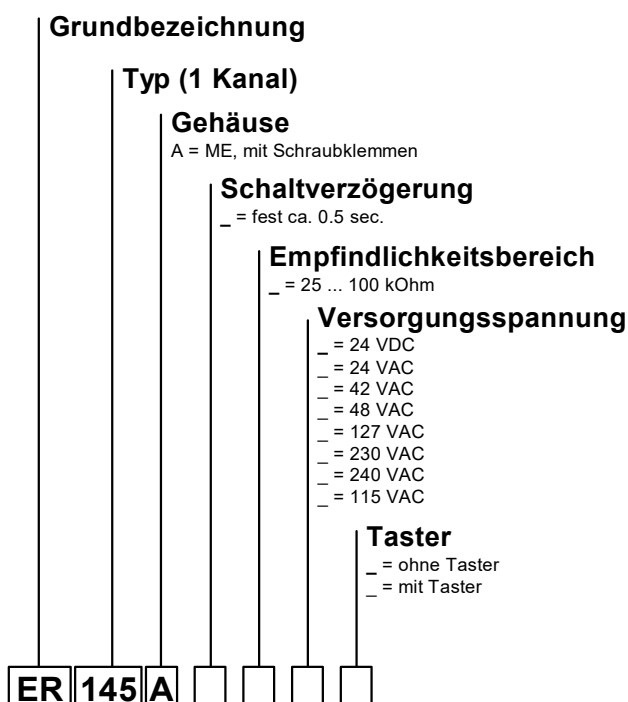 Grundbezeichnung
Typ (1 Kanal)
Gehäuse
A = ME, mit Schraubklemmen
Schaltverzögerung
_ = fest ca. 0.5 sec.
Empfindlichkeitsbereich
_ = 25 ... 100 kOhm
Versorgungsspannung
_ = 24 VDC
_ = 24 VAC
_ = 42 VAC
_ = 48 VAC
_ = 127 VAC
_ = 230 VAC
_ = 240 VAC
_ = 115 VAC
Taster
_ = ohne Taster
_ = mit Taster
ER 145 A